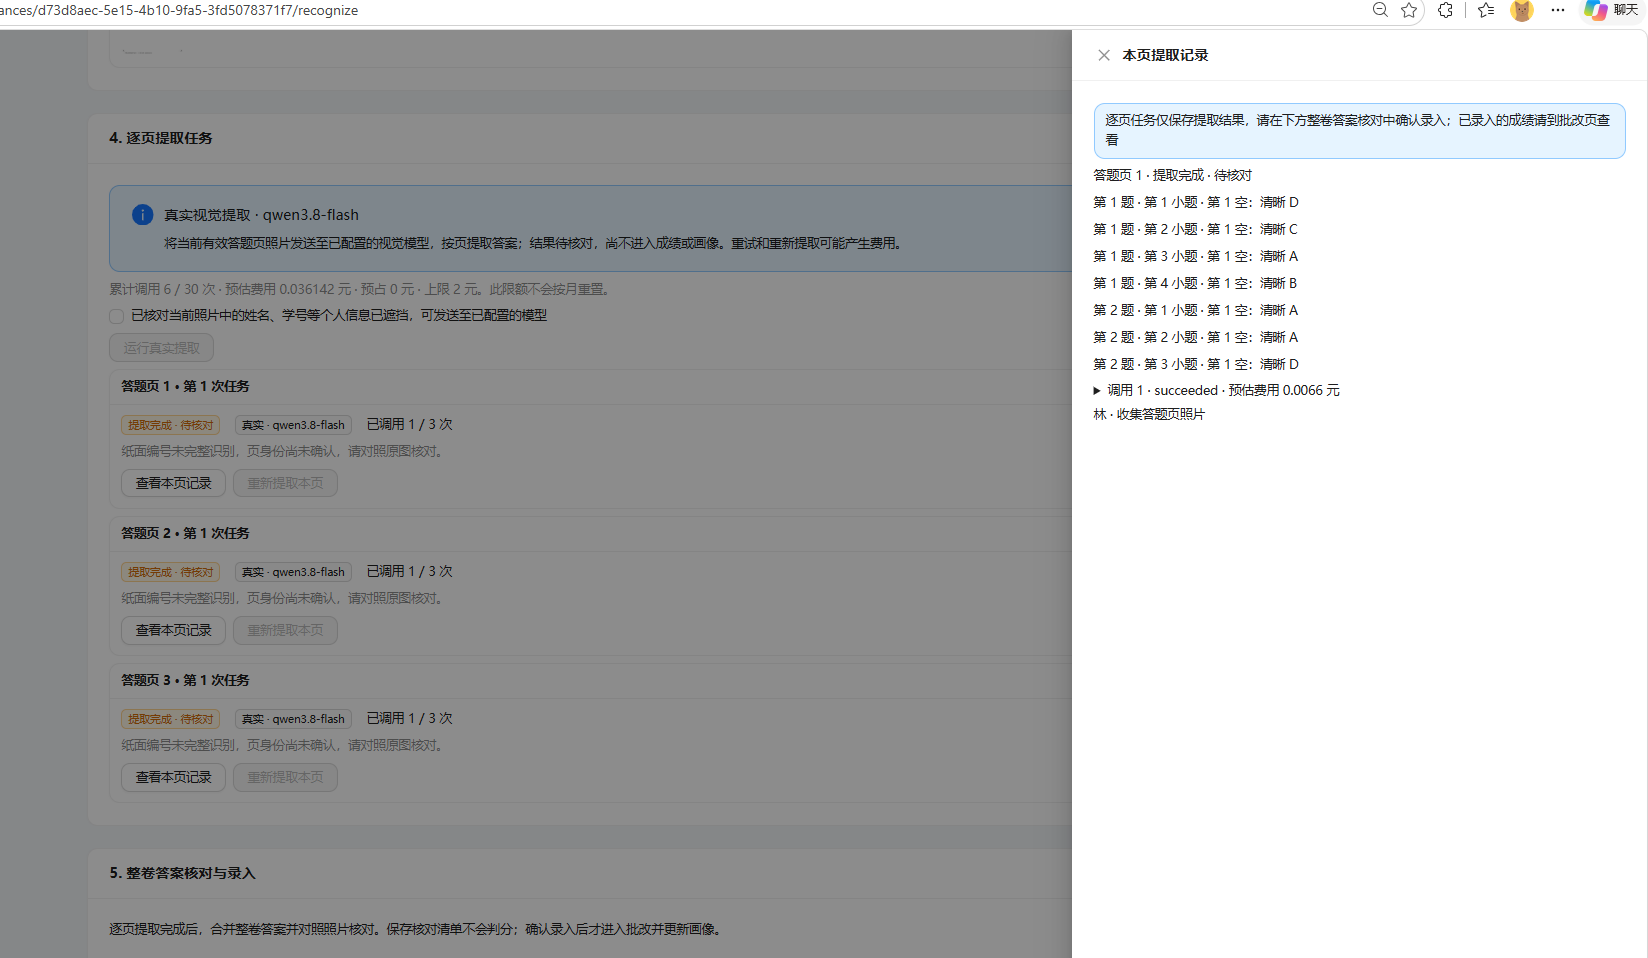 ances/d73d8aec-5e15-4b10-9fa5-3fd5078371f7/recognize
聊天
4. 逐页提取任务
真实视觉提取 · qwen3.8-flash
将当前有效答题页照片发送至已配置的视觉模型，按页提取答案；结果待核对，尚不进入成绩或画像。重试和重新提取可能产生费用。
累计调用 6 / 30 次 · 预估费用 0.036142 元 · 预占 0 元 · 上限 2 元。此限额不会按月重置。
已核对当前照片中的姓名、学号等个人信息已遮挡，可发送至已配置的模型
运行真实提取
答题页 1 • 第 1 次任务
提取完成 · 待核对 真实 · qwen3.8-flash 已调用 1 / 3 次
纸面编号未完整识别，页身份尚未确认，请对照原图核对。
查看本页记录 重新提取本页
答题页 2 • 第 1 次任务
提取完成 · 待核对 真实 · qwen3.8-flash 已调用 1 / 3 次
纸面编号未完整识别，页身份尚未确认，请对照原图核对。
查看本页记录 重新提取本页
答题页 3 • 第 1 次任务
提取完成 · 待核对 真实 · qwen3.8-flash 已调用 1 / 3 次
纸面编号未完整识别，页身份尚未确认，请对照原图核对。
查看本页记录 重新提取本页
5. 整卷答案核对与录入
逐页提取完成后，合并整卷答案并对照照片核对。保存核对清单不会判分；确认录入后才进入批改并更新画像。
本页提取记录
逐页任务仅保存提取结果，请在下方整卷答案核对中确认录入；已录入的成绩请到批改页查
看
答题页 1 · 提取完成 · 待核对
第 1 题 · 第 1 小题 · 第 1 空：清晰 D
第 1 题 · 第 2 小题 · 第 1 空：清晰 C
第 1 题 · 第 3 小题 · 第 1 空：清晰 A
第 1 题 · 第 4 小题 · 第 1 空：清晰 B
第 2 题 · 第 1 小题 · 第 1 空：清晰 A
第 2 题 · 第 2 小题 · 第 1 空：清晰 A
第 2 题 · 第 3 小题 · 第 1 空：清晰 D
调用 1 · succeeded · 预估费用 0.0066 元
林 · 收集答题页照片